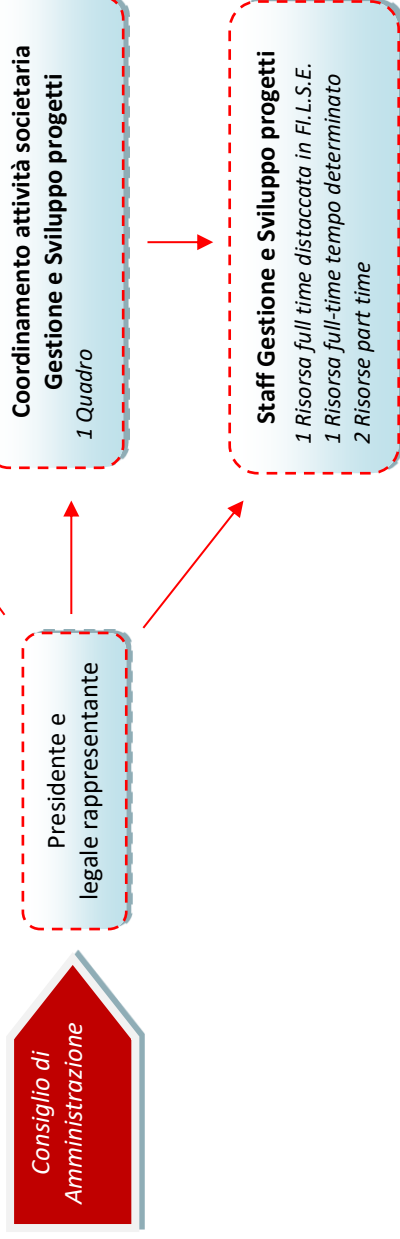 Consiglio di
Amministrazione
Presidente e
legale rappresentante
Coordinamento attività societaria
Gestione e Sviluppo progetti
1 Quadro
Staff Gestione e Sviluppo progetti
1 Risorsa full time distaccata in FI.L.S.E.
1 Risorsa full-time tempo determinato
2 Risorse part time